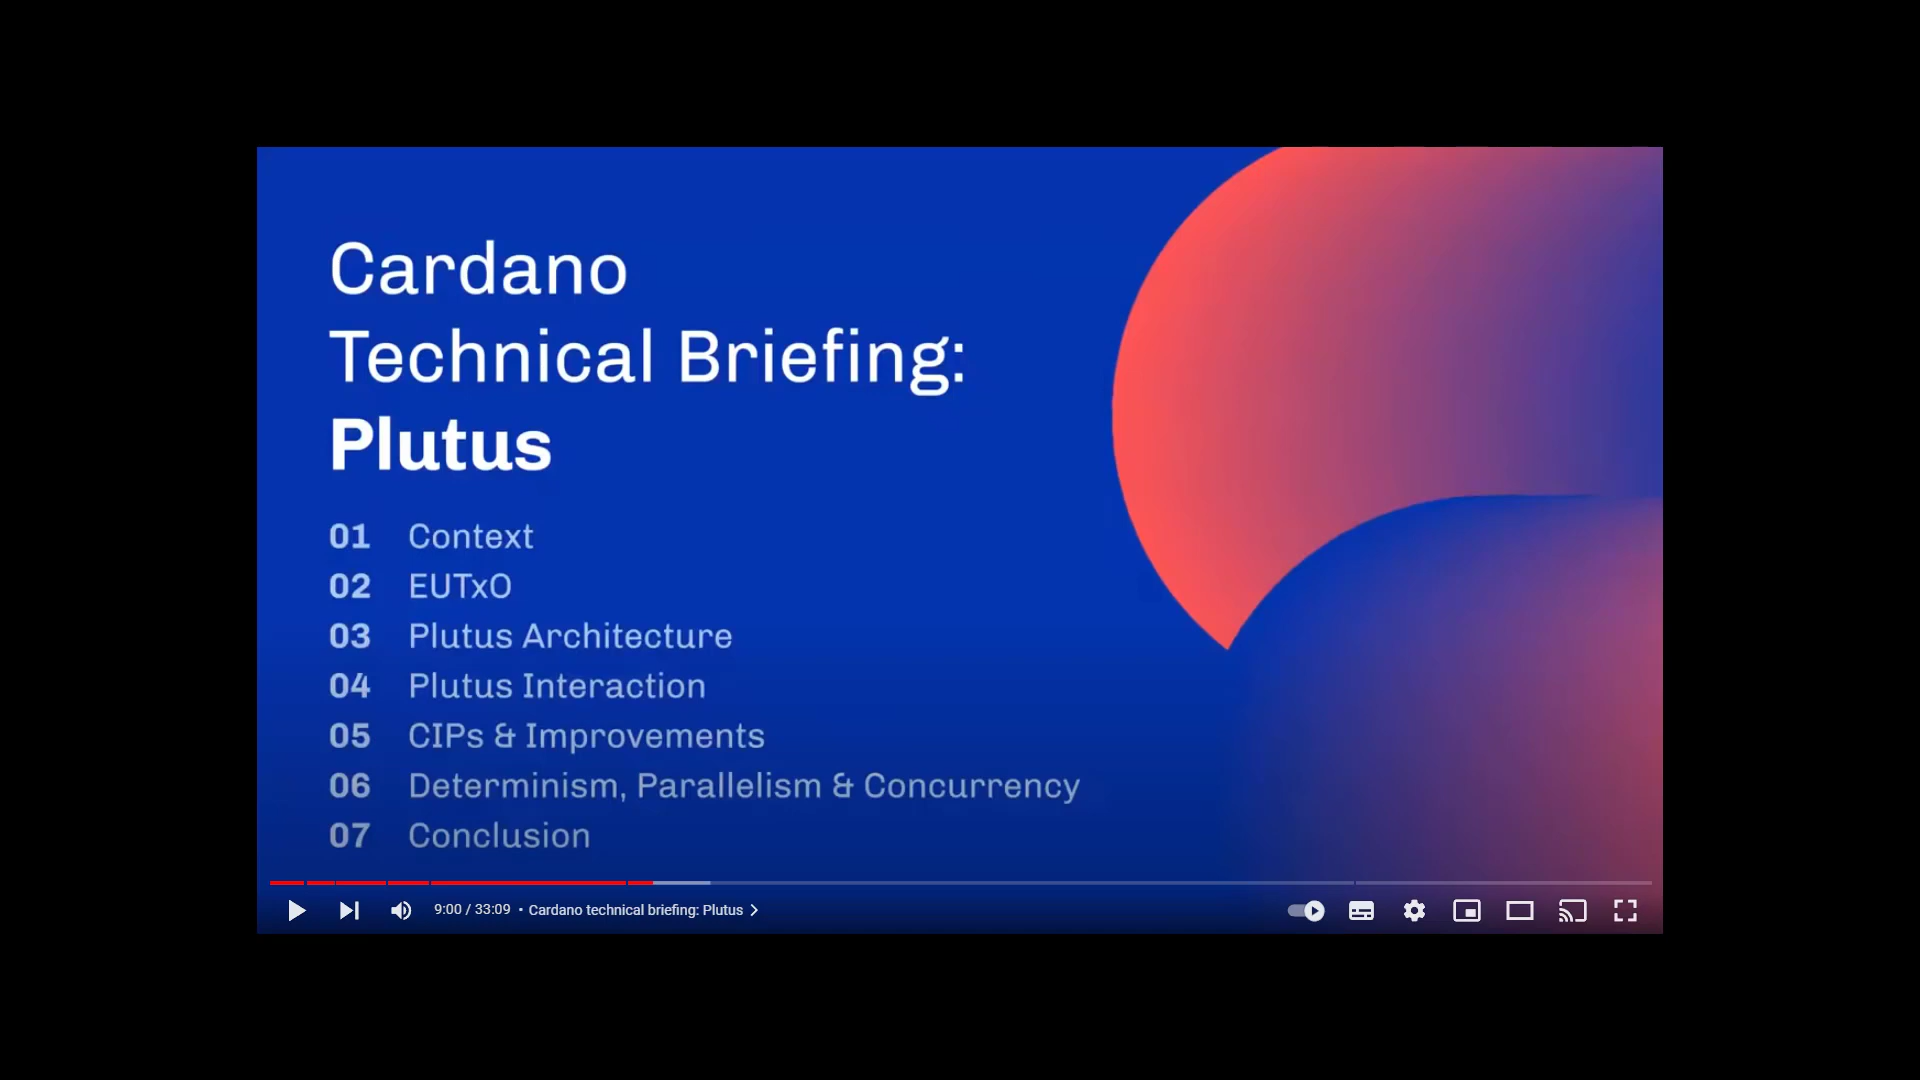 Cardano
Technical Briefing:
Plutus
01 Context
02 EUTxO
03 Plutus Architecture
04 Plutus Interaction
05 CIPs & Improvements
06 Determinism, Parallelism & Concurrency
07 Conclusion
9:00 / 33:09 • Cardano technical briefing: Plutus